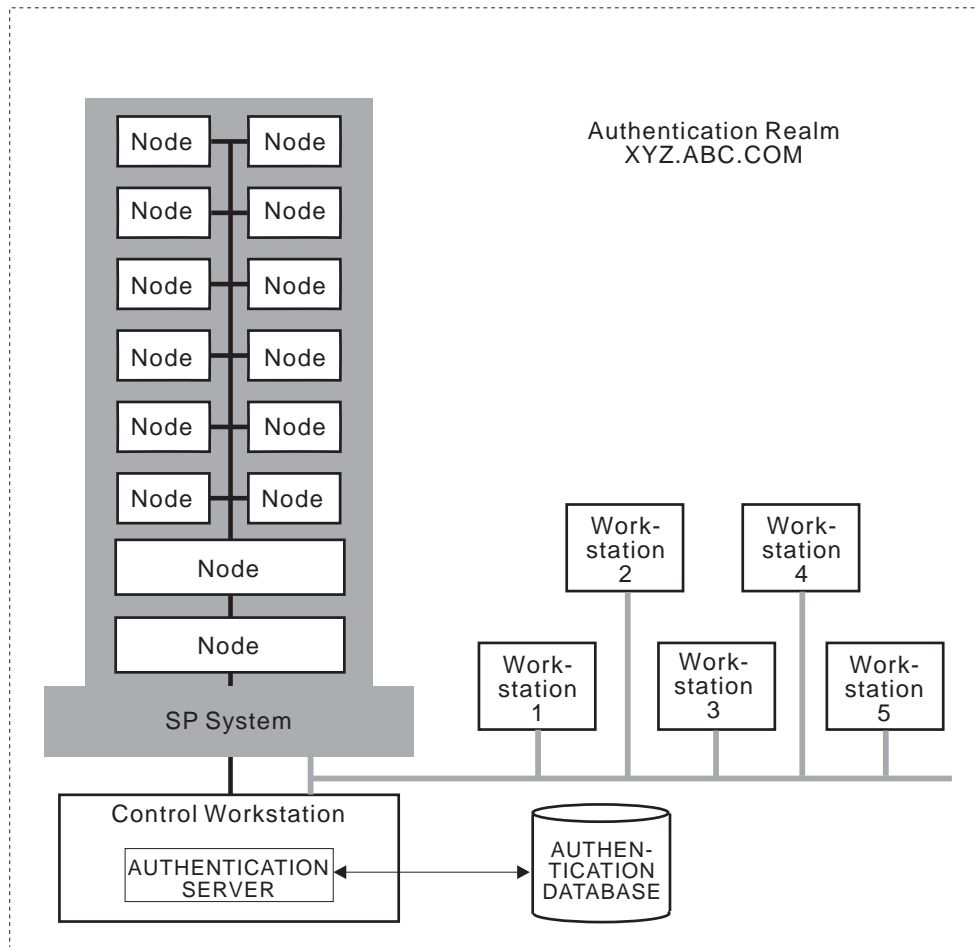 Authentication Realm
XYZ.ABC.COM
Node
Node
Node
Node
Node
Node
Node
Node
Node
Node
Node
Node
Node
Node
SP System
Work-
station
2
Work-
station
4
Work-
station
1
Work-
station
3
Work-
station
5
Control Workstation
AUTHENTICATION
SERVER
AUTHEN-
TICATION
DATABASE